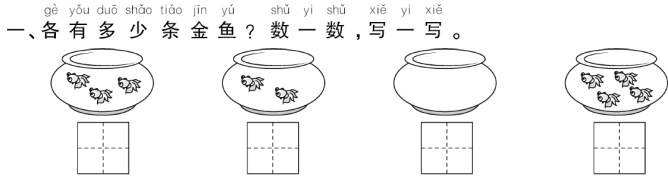 gè yǒu duō shǎo tiáo jīn yú shǔ yi shǔ xiě yi xiě
一、各有多少条金鱼？数一数，写一写。